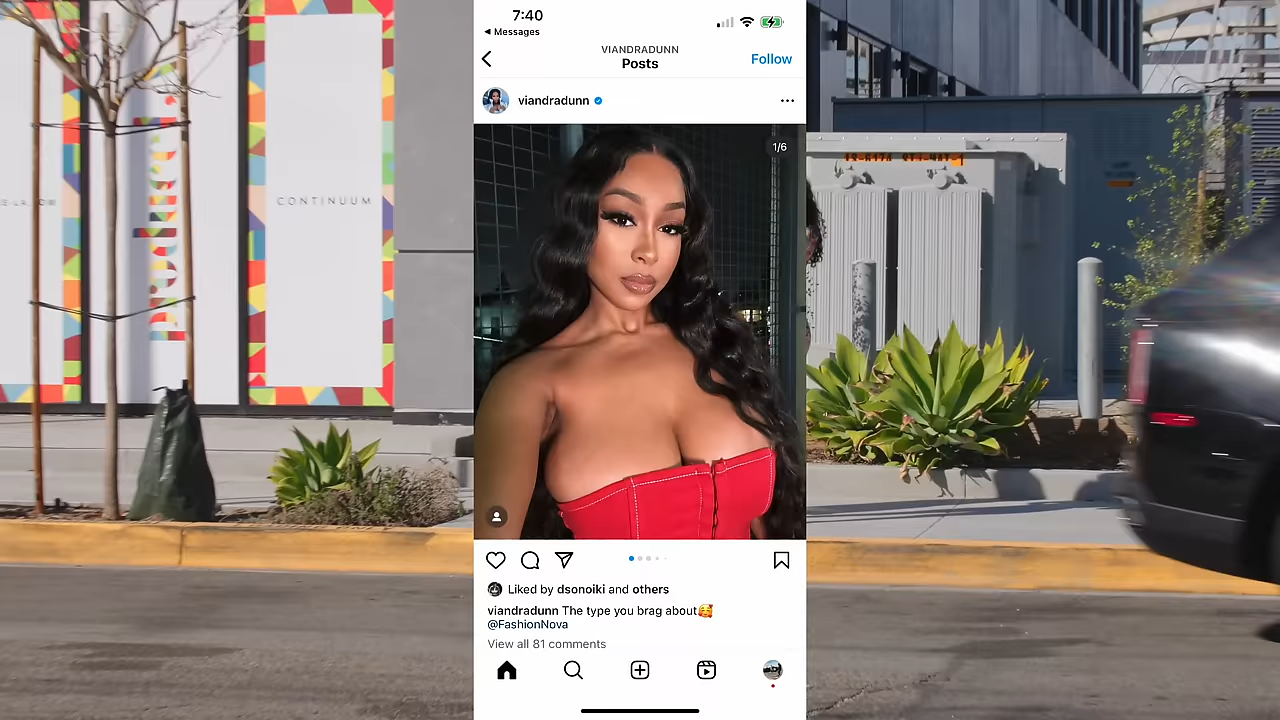 7:40
◀ Messages
VIANDRADUNN
Posts
Follow
viandradunn
1/6
Liked by dsonoiki and others
viandradunn The type you brag about🥰
@FashionNova
View all 81 comments
CONTINUUM